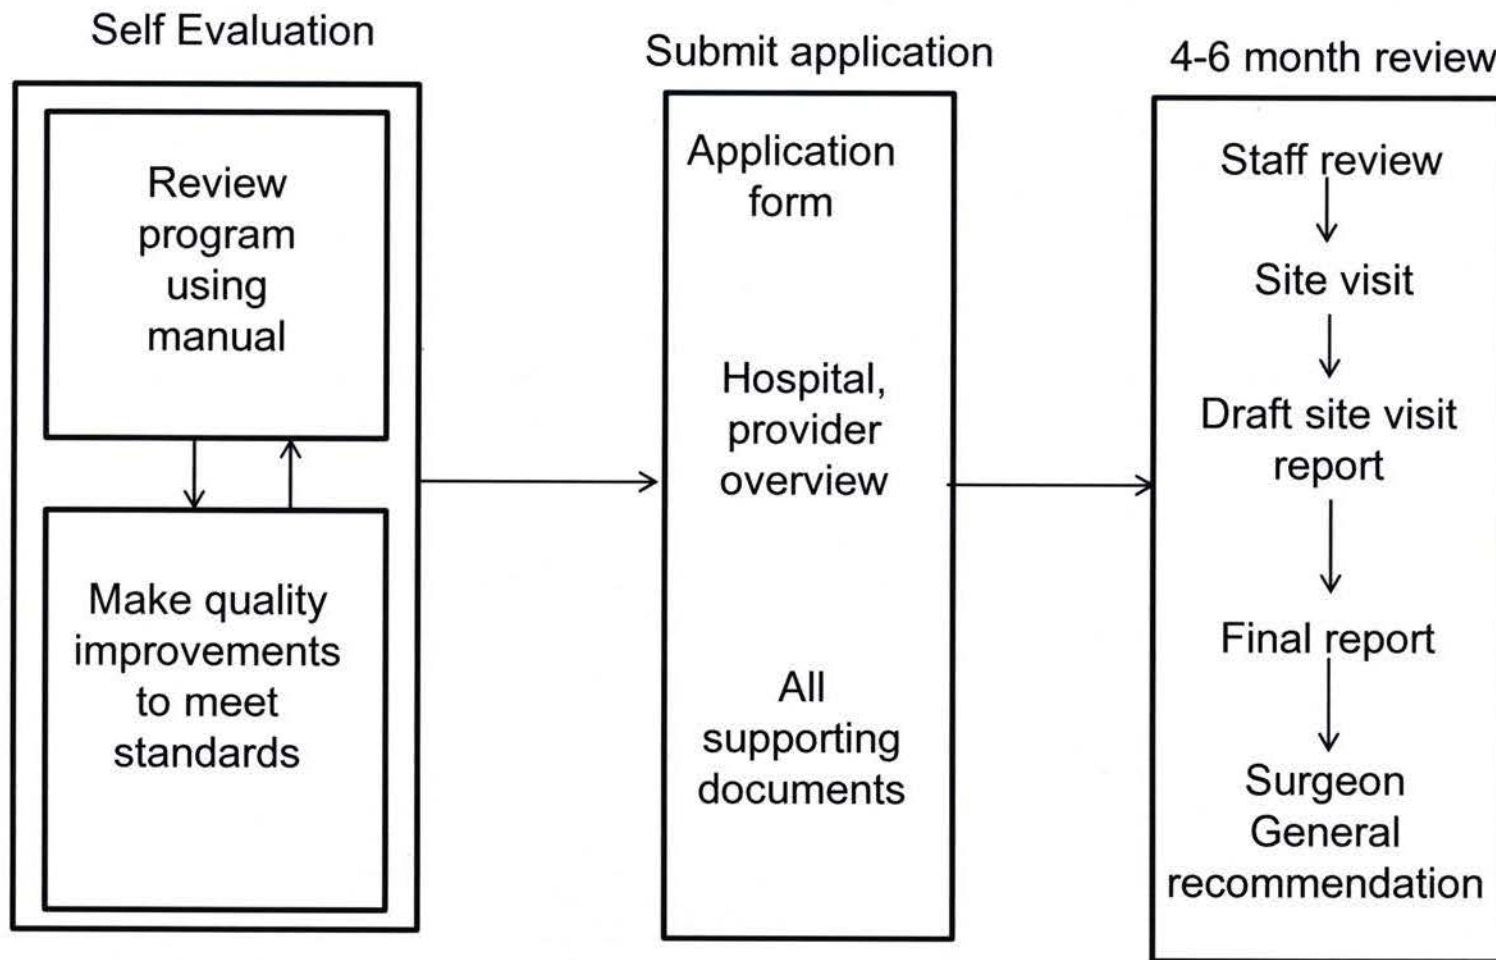 Self Evaluation
Review
program
using
manual
Make quality
improvements
to meet
standards
Submit application
Application
form
Hospital,
provider
overview
All
supporting
documents
4-6 month review
Staff review
Site visit
Draft site visit
report
Final report
Surgeon
General
recommendation